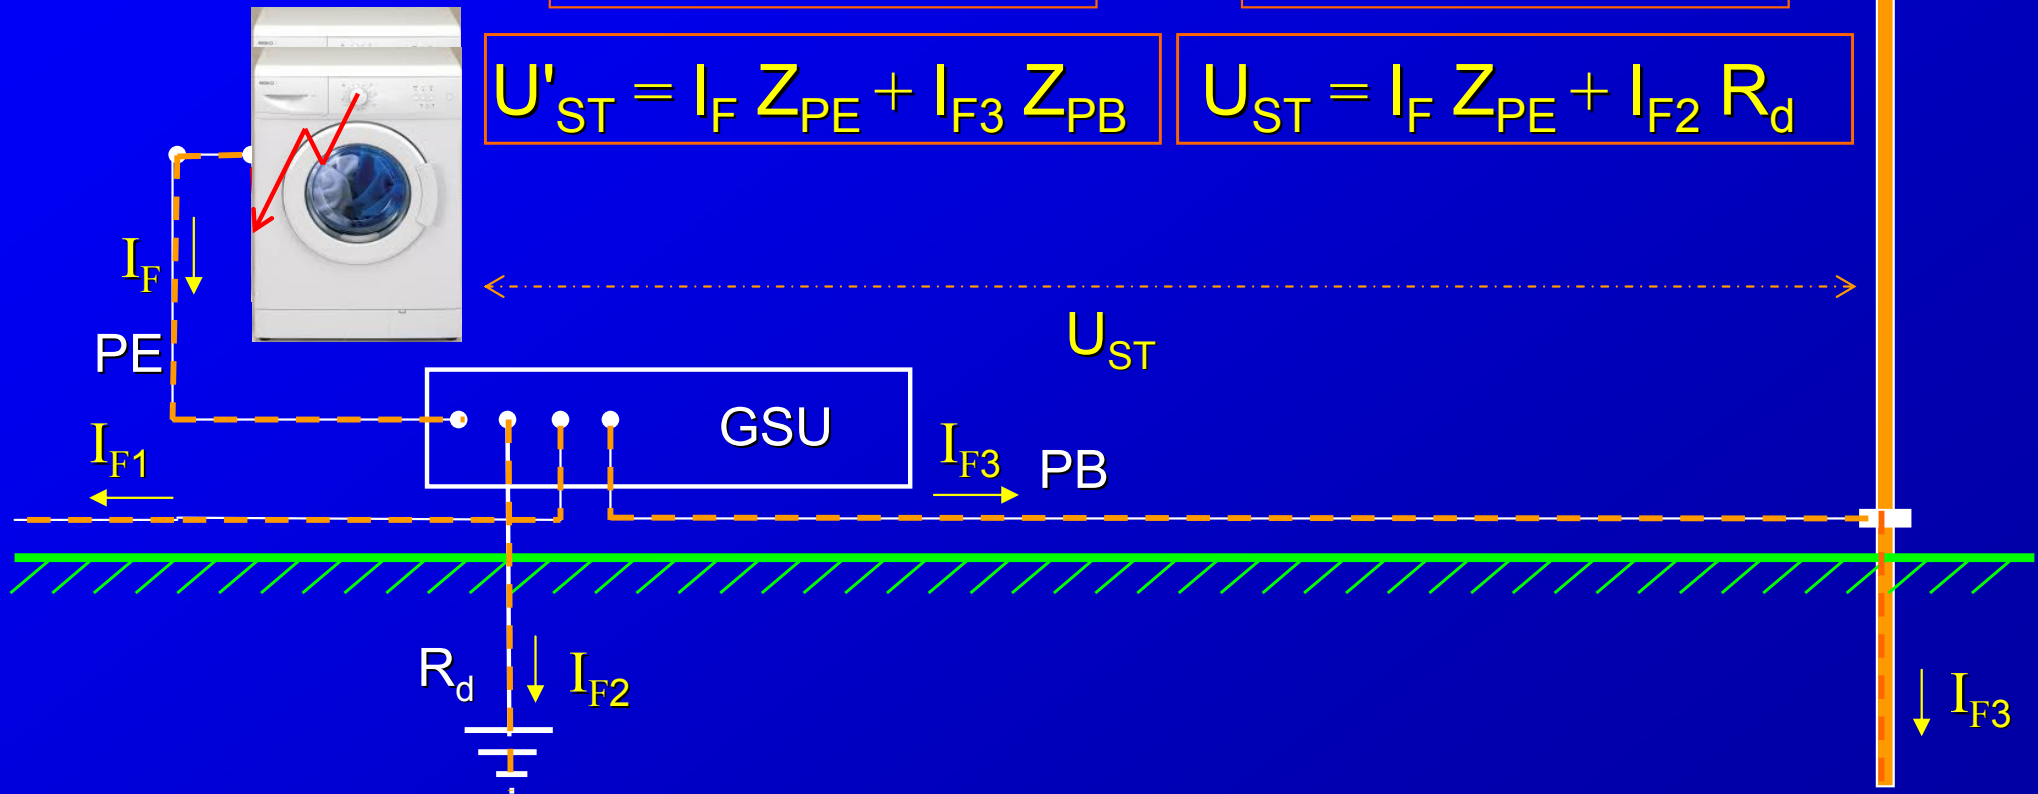 U'ST = IF ZPE + IF3 ZPB
UST = IF ZPE + IF2 Rd
IF
UST
PE
GSU
IF1
IF3
PB
Rd
IF2
IF3